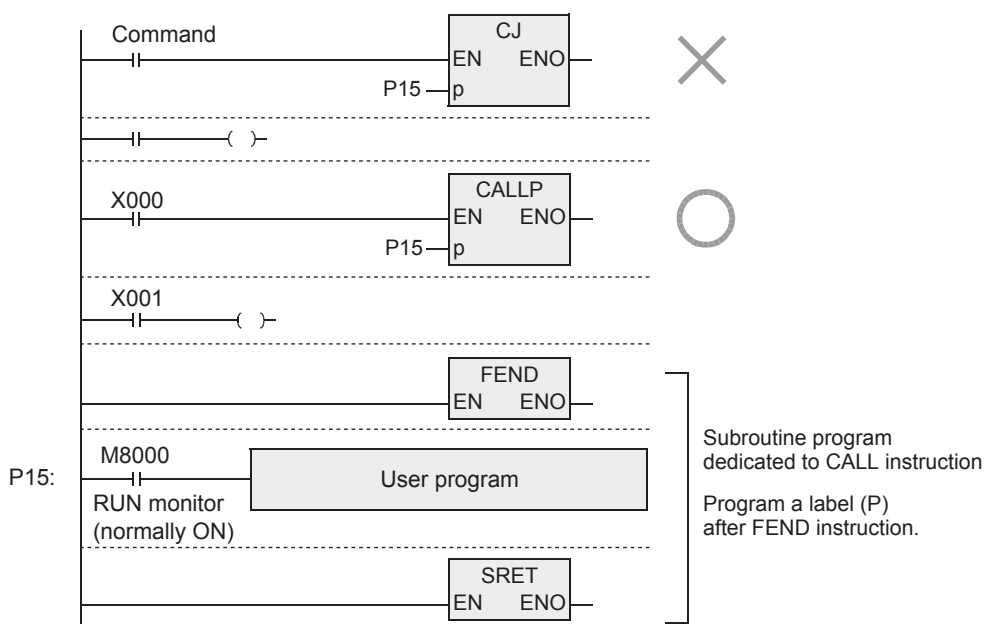 Command
CJ
EN ENO
P15 p
X000
CALLP
EN ENO
P15 p
X001
FEND
EN ENO
P15:
M8000
RUN monitor
(normally ON)
User program
SRET
EN ENO
Subroutine program
dedicated to CALL instruction
Program a label (P)
after FEND instruction.